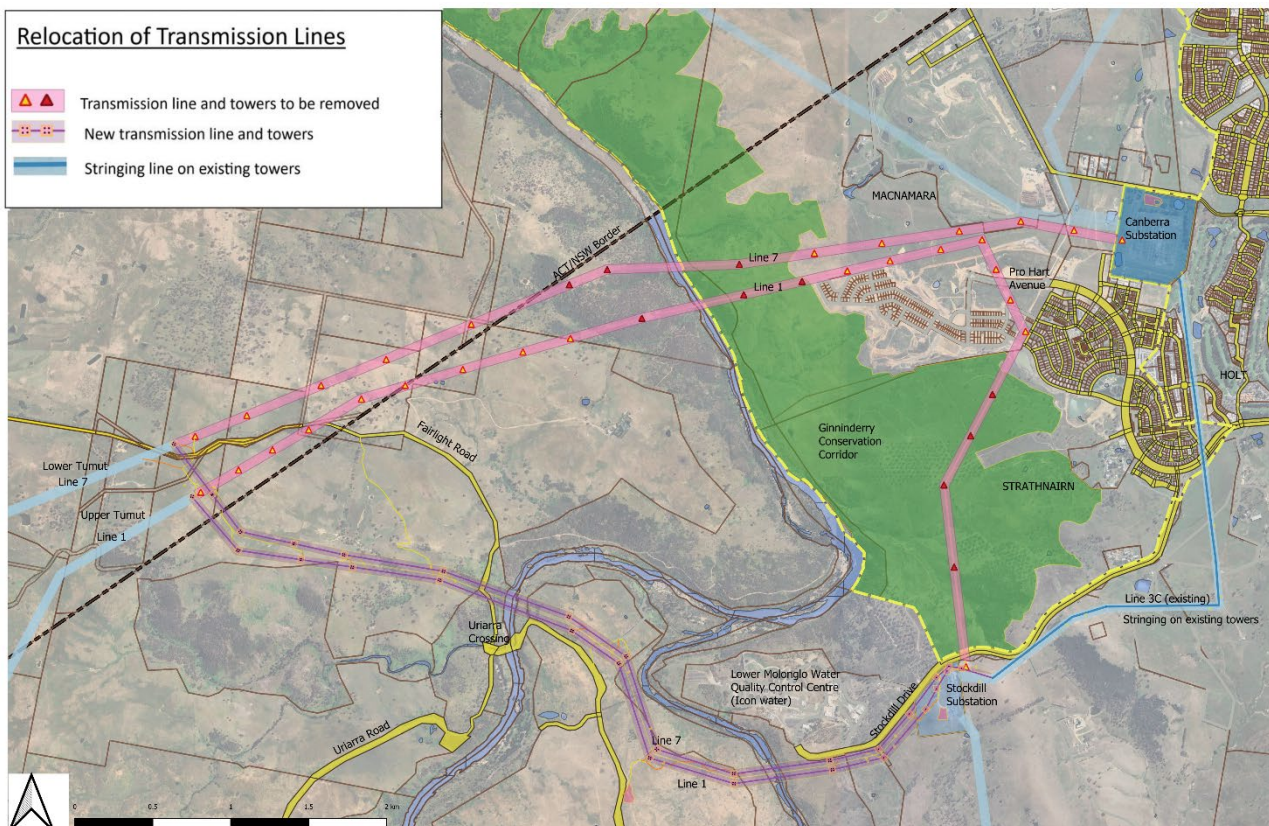 Relocation of Transmission Lines
Transmission line and towers to be removed
New transmission line and towers
Stringing line on existing towers
MACNAMARA
Canberra
Substation
ACT/NSW Border
Line 7
Line 1
Pro Hart
Avenue
HOLT
Fairlight Road
Ginninderry
Conservation
Corridor
Lower Tumut
Line 7
STRATHNAIRN
Upper Tumut
Line 1
Line 3C (existing)
Stringing on existing towers
Uriarra
Crossing
Lower Molonglo Water
Quality Control Centre
(Icon water)
Stockdill Drive
Stockdill
Substation
Uriarra Road
Line 7
Line 1
0 0.5 1 1.5 2 km